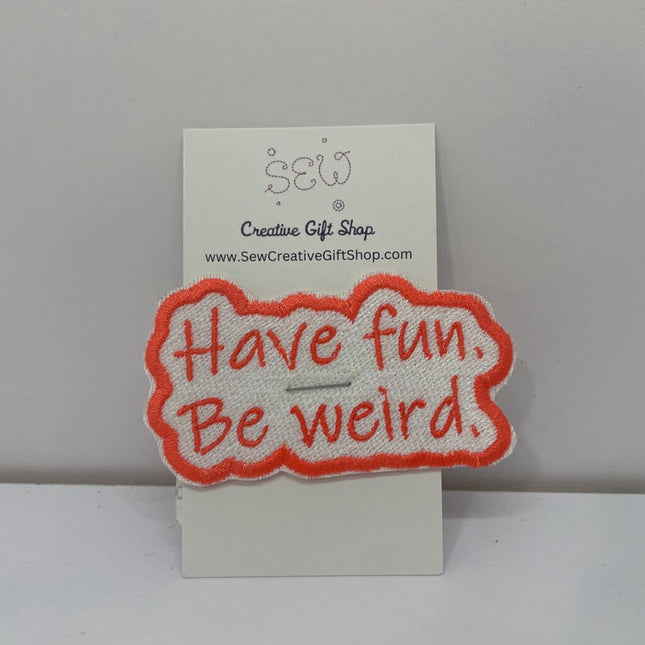 SEW
Creative Gift Shop
www.SewCreativeGiftShop.com
Have fun.
Be weird.